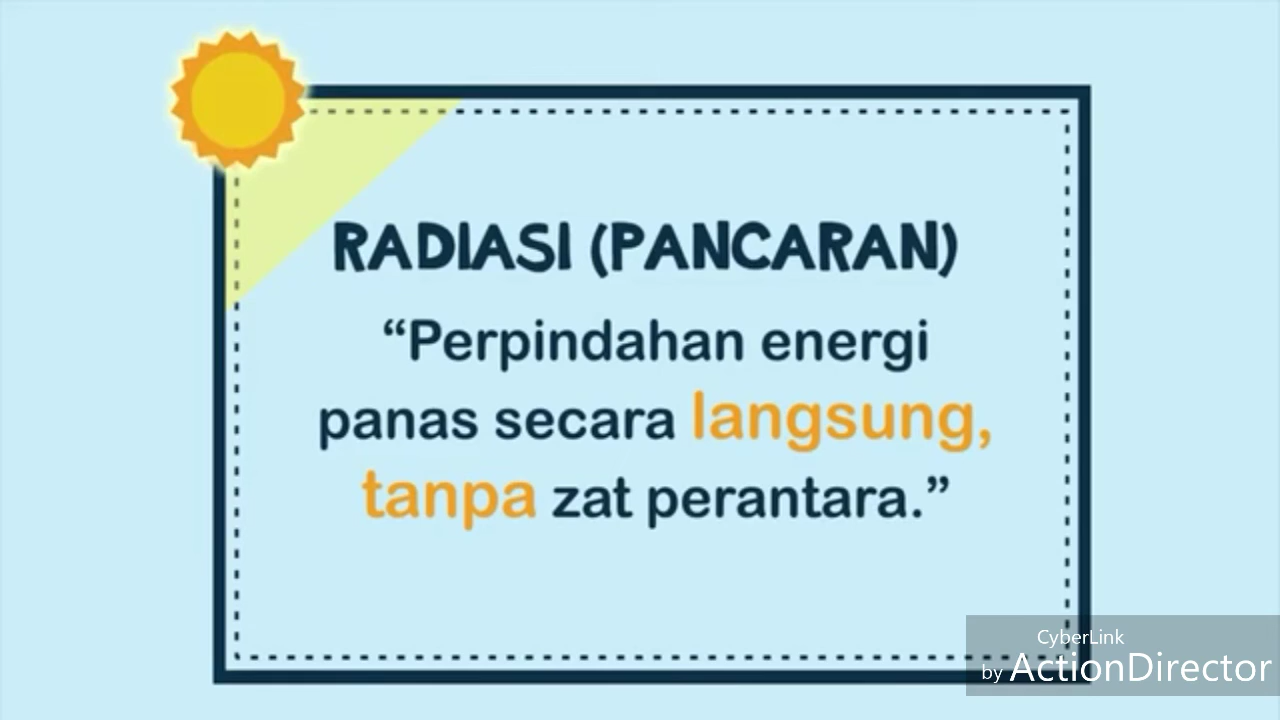 RADIASI (PANCARAN)
“Perpindahan energi
panas secara langsung,
tanpa zat perantara.”
CyberLink
by ActionDirector